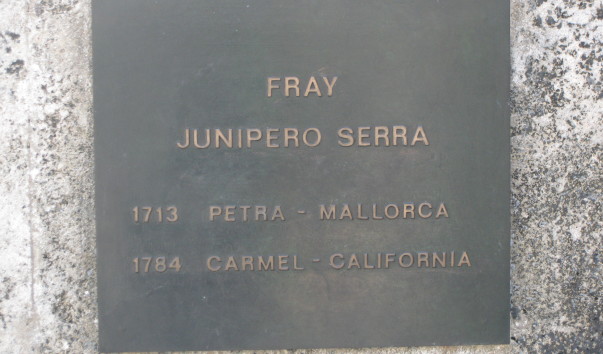 FRAY
JUNIPERO SERRA
1713 PETRA - MALLORCA
1784 CARMEL - CALIFORNIA